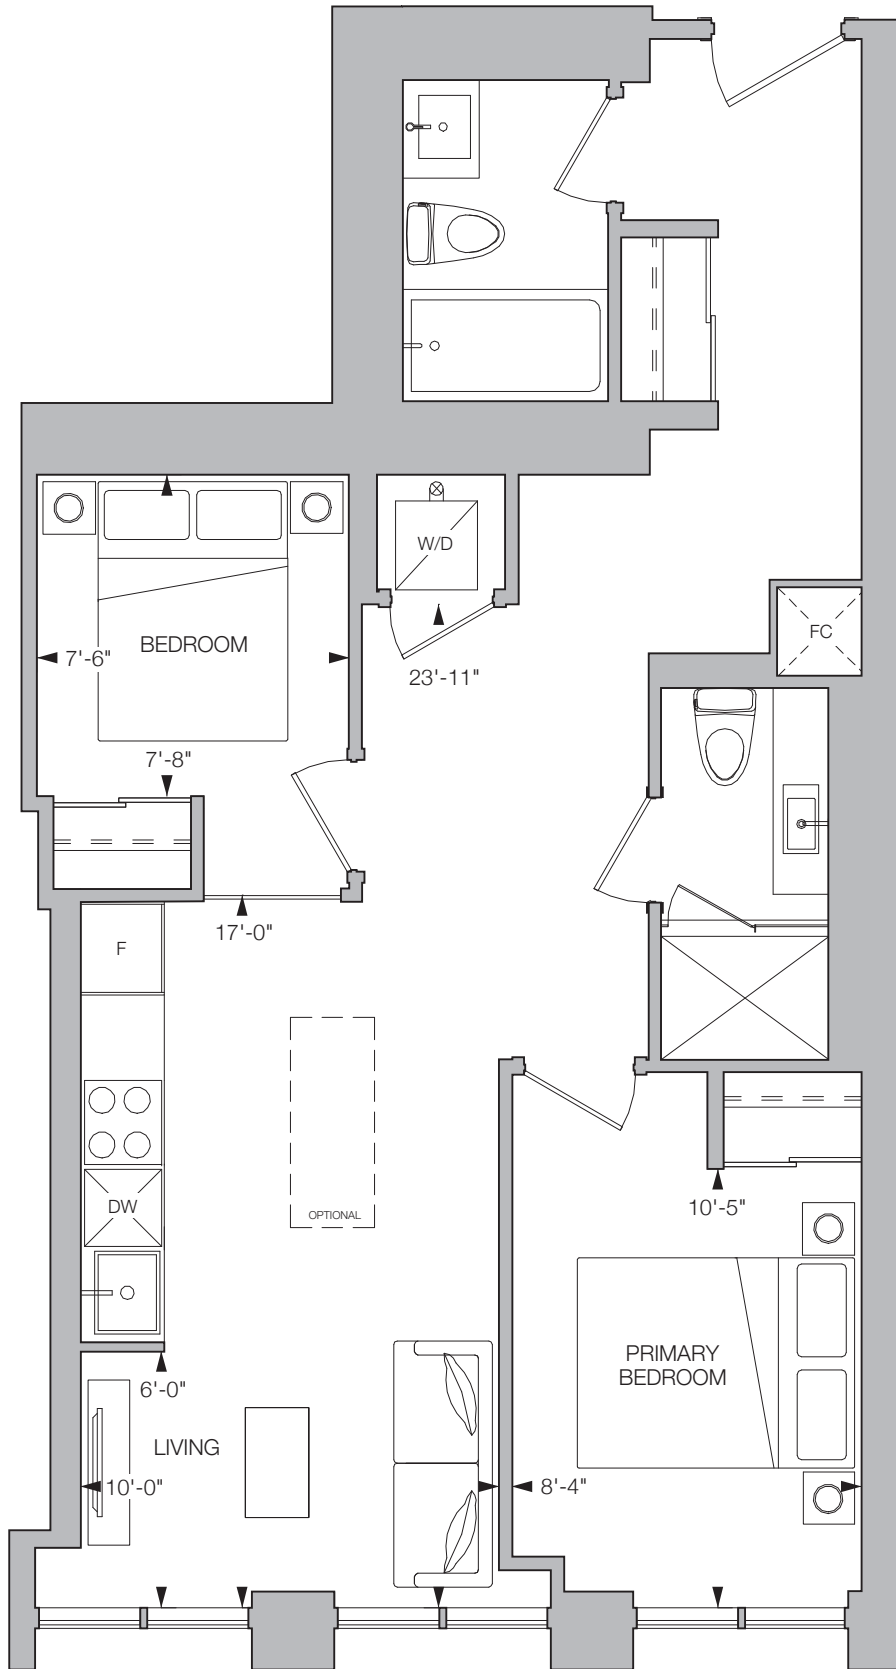 W/D
FC
BEDROOM
7'-6"
23'-11"
7'-8"
17'-0"
F
DW
OPTIONAL
10'-5"
PRIMARY
BEDROOM
6'-0"
LIVING
10'-0"
8'-4"